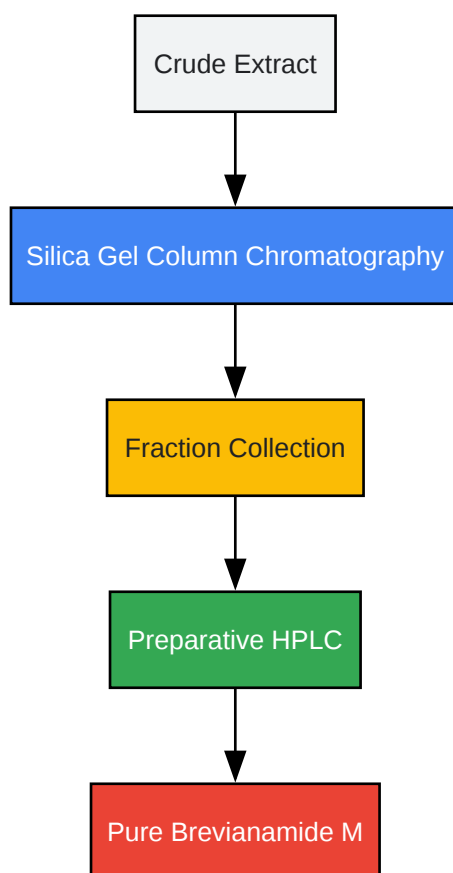 Crude Extract
Silica Gel Column Chromatography
Fraction Collection
Preparative HPLC
Pure Brevianamide M